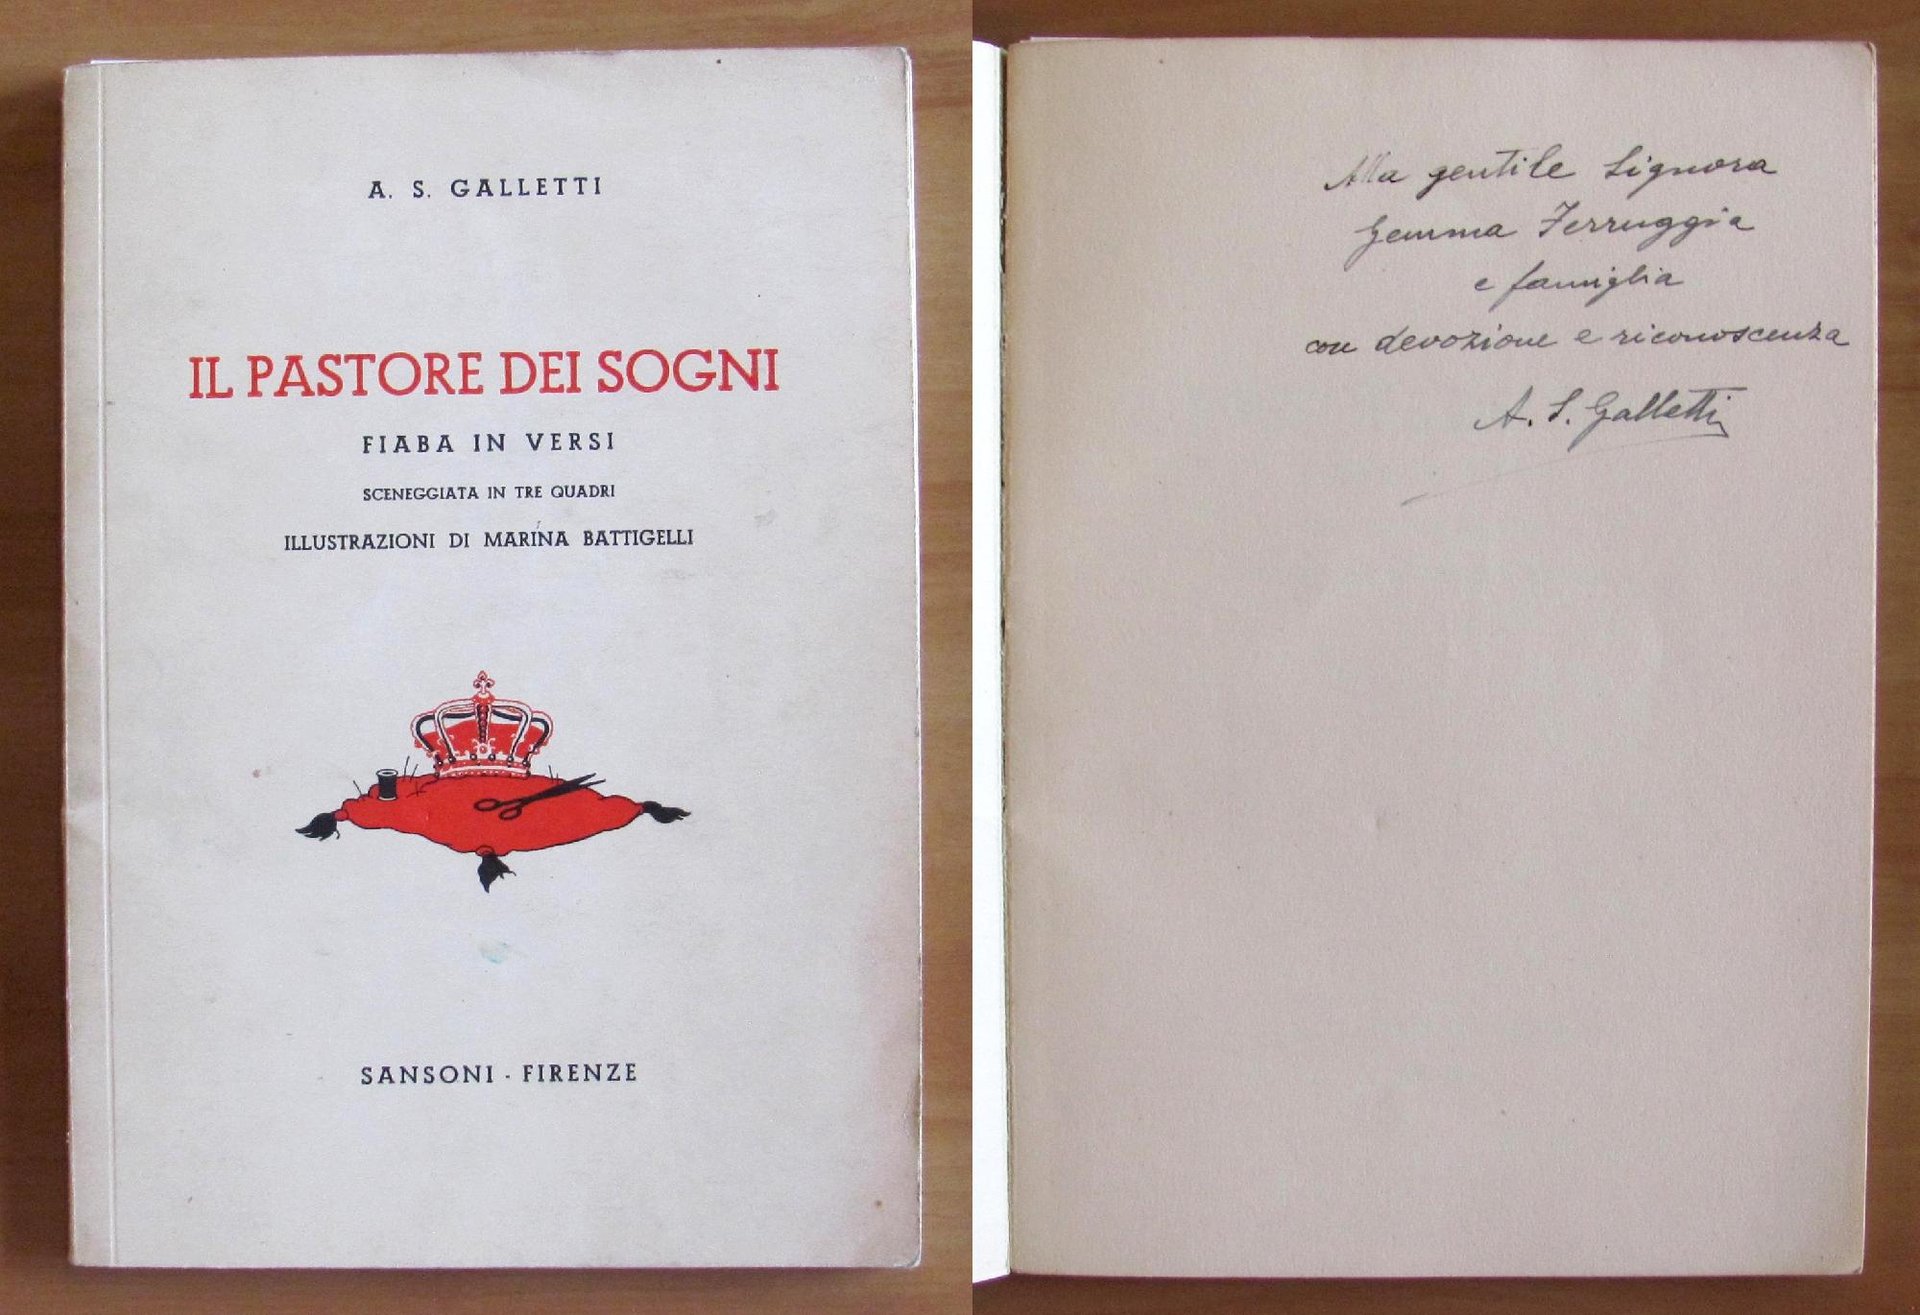 A. S. GALLETTI
IL PASTORE DEI SOGNI
FIABA IN VERSI
SCENEGGIATA IN TRE QUADRI
ILLUSTRAZIONI DI MARINA BATTIGELLI
SANSONI - FIRENZE
Alla gentile Signora
Gemma Ferruggia
e famiglia
con devozione e riconoscenza
A. S. Galletti